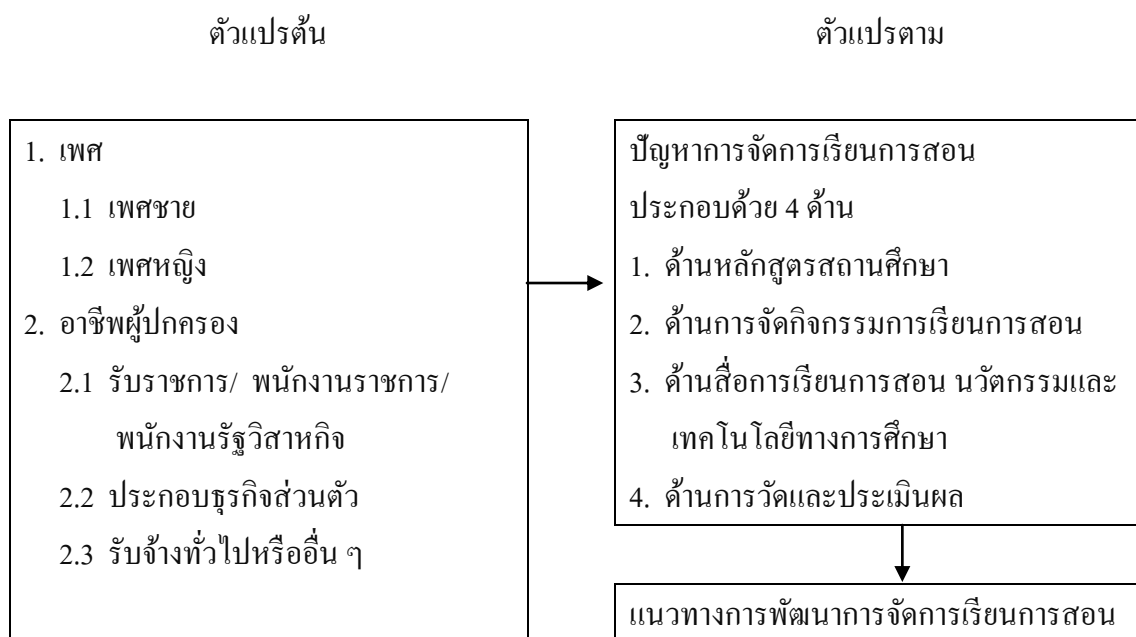 ตัวแปรต้น
ตัวแปรตาม
1. เพศ
1.1 เพศชาย
1.2 เพศหญิง
2. อาชีพผู้ปกครอง
2.1 รับราชการ/ พนักงานราชการ/
พนักงานรัฐวิสาหกิจ
2.2 ประกอบธุรกิจส่วนตัว
2.3 รับจ้างทั่วไปหรืออื่น ๆ
ปัญหาการจัดการเรียนการสอน
ประกอบด้วย 4 ด้าน
1. ด้านหลักสูตรสถานศึกษา
2. ด้านการจัดกิจกรรมการเรียนการสอน
3. ด้านสื่อการเรียนการสอน นวัตกรรมและ
เทคโนโลยีทางการศึกษา
4. ด้านการวัดและประเมินผล
แนวทางการพัฒนาการจัดการเรียนการสอน